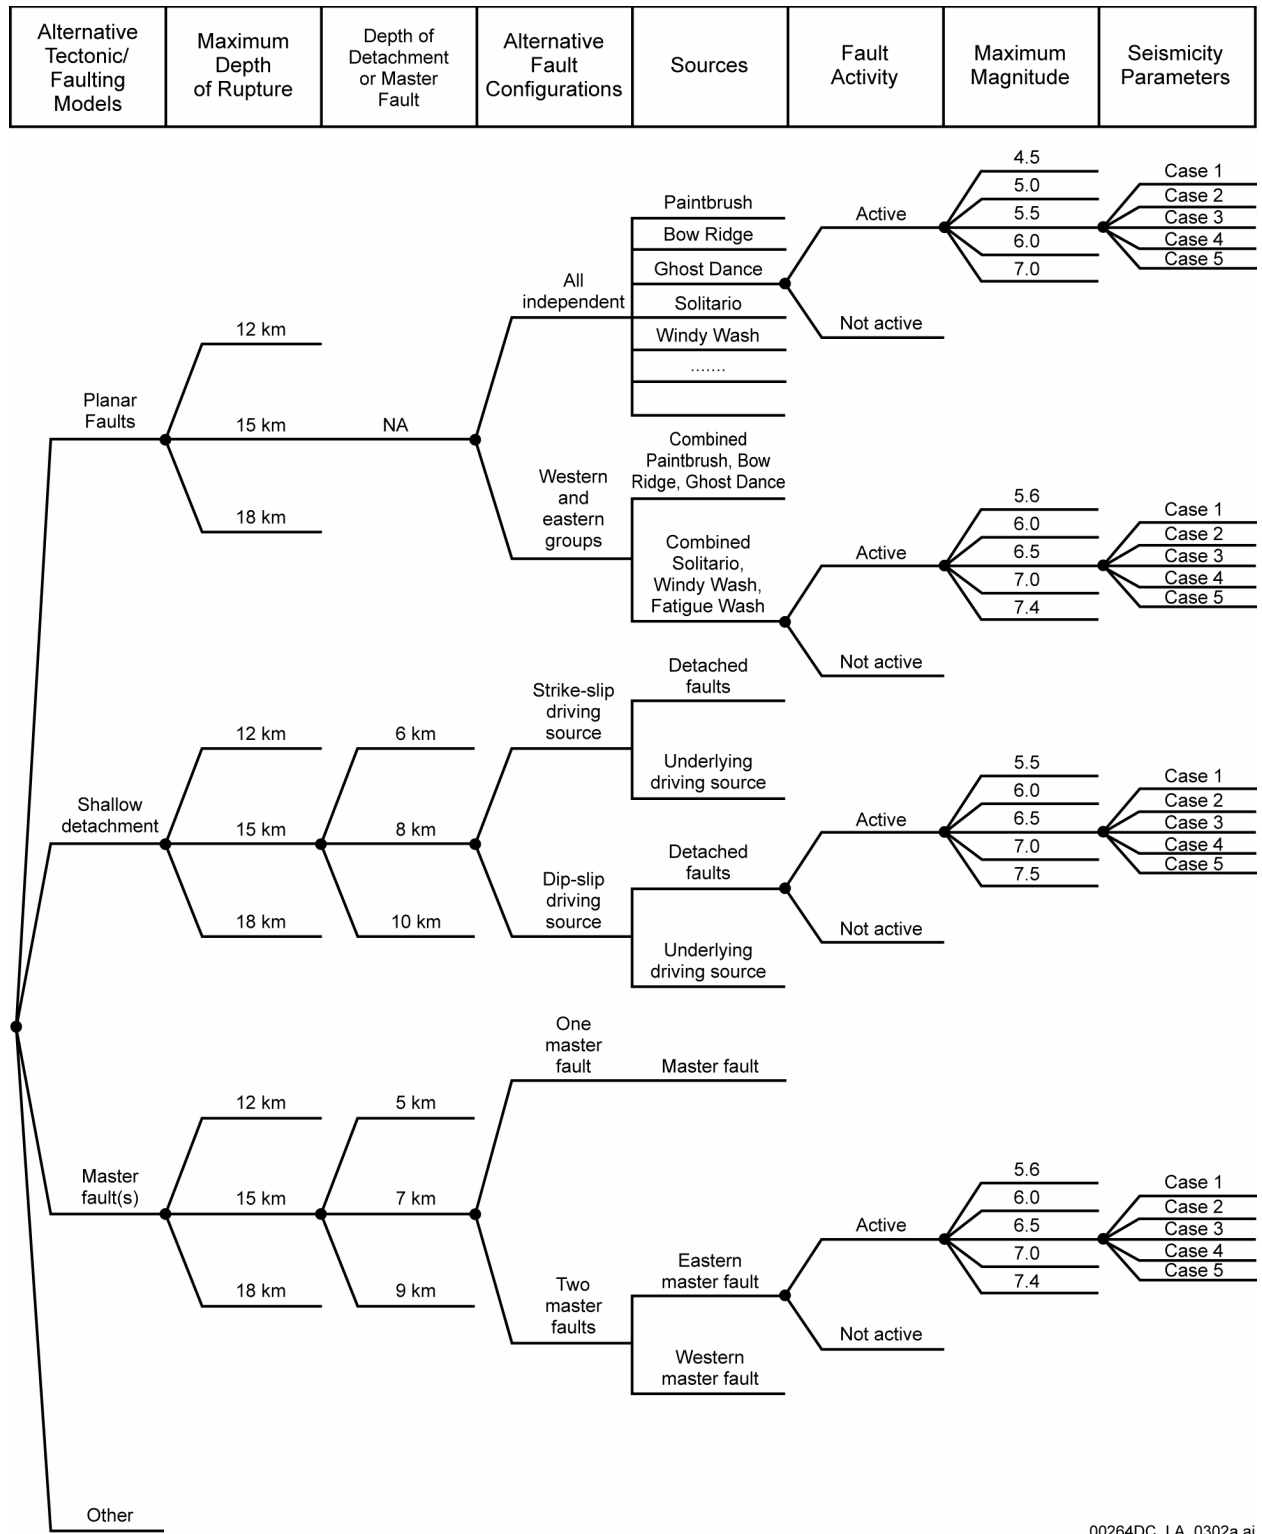 Alternative
Tectonic/
Faulting
Models
Maximum
Depth
of Rupture
Depth of
Detachment
or Master
Fault
Alternative
Fault
Configurations
Sources
Fault
Activity
Maximum
Magnitude
Seismicity
Parameters
Planar
Faults
12 km
15 km
18 km
NA
All
independent
Paintbrush
Bow Ridge
Ghost Dance
Solitario
Windy Wash
.......
Active
Not active
4.5
5.0
5.5
6.0
7.0
Case 1
Case 2
Case 3
Case 4
Case 5
Western
and
eastern
groups
Combined
Paintbrush, Bow
Ridge, Ghost Dance
Combined
Solitario,
Windy Wash,
Fatigue Wash
Active
Not active
5.6
6.0
6.5
7.0
7.4
Case 1
Case 2
Case 3
Case 4
Case 5
Shallow
detachment
12 km
15 km
18 km
6 km
8 km
10 km
Strike-slip
driving
source
Detached
faults
Underlying
driving source
Dip-slip
driving
source
Detached
faults
Underlying
driving source
Active
Not active
5.5
6.0
6.5
7.0
7.5
Case 1
Case 2
Case 3
Case 4
Case 5
Master
fault(s)
12 km
15 km
18 km
5 km
7 km
9 km
One
master
fault
Master fault
Two
master
faults
Eastern
master fault
Western
master fault
Active
Not active
5.6
6.0
6.5
7.0
7.4
Case 1
Case 2
Case 3
Case 4
Case 5
Other
00264DC_LA_0302a.ai